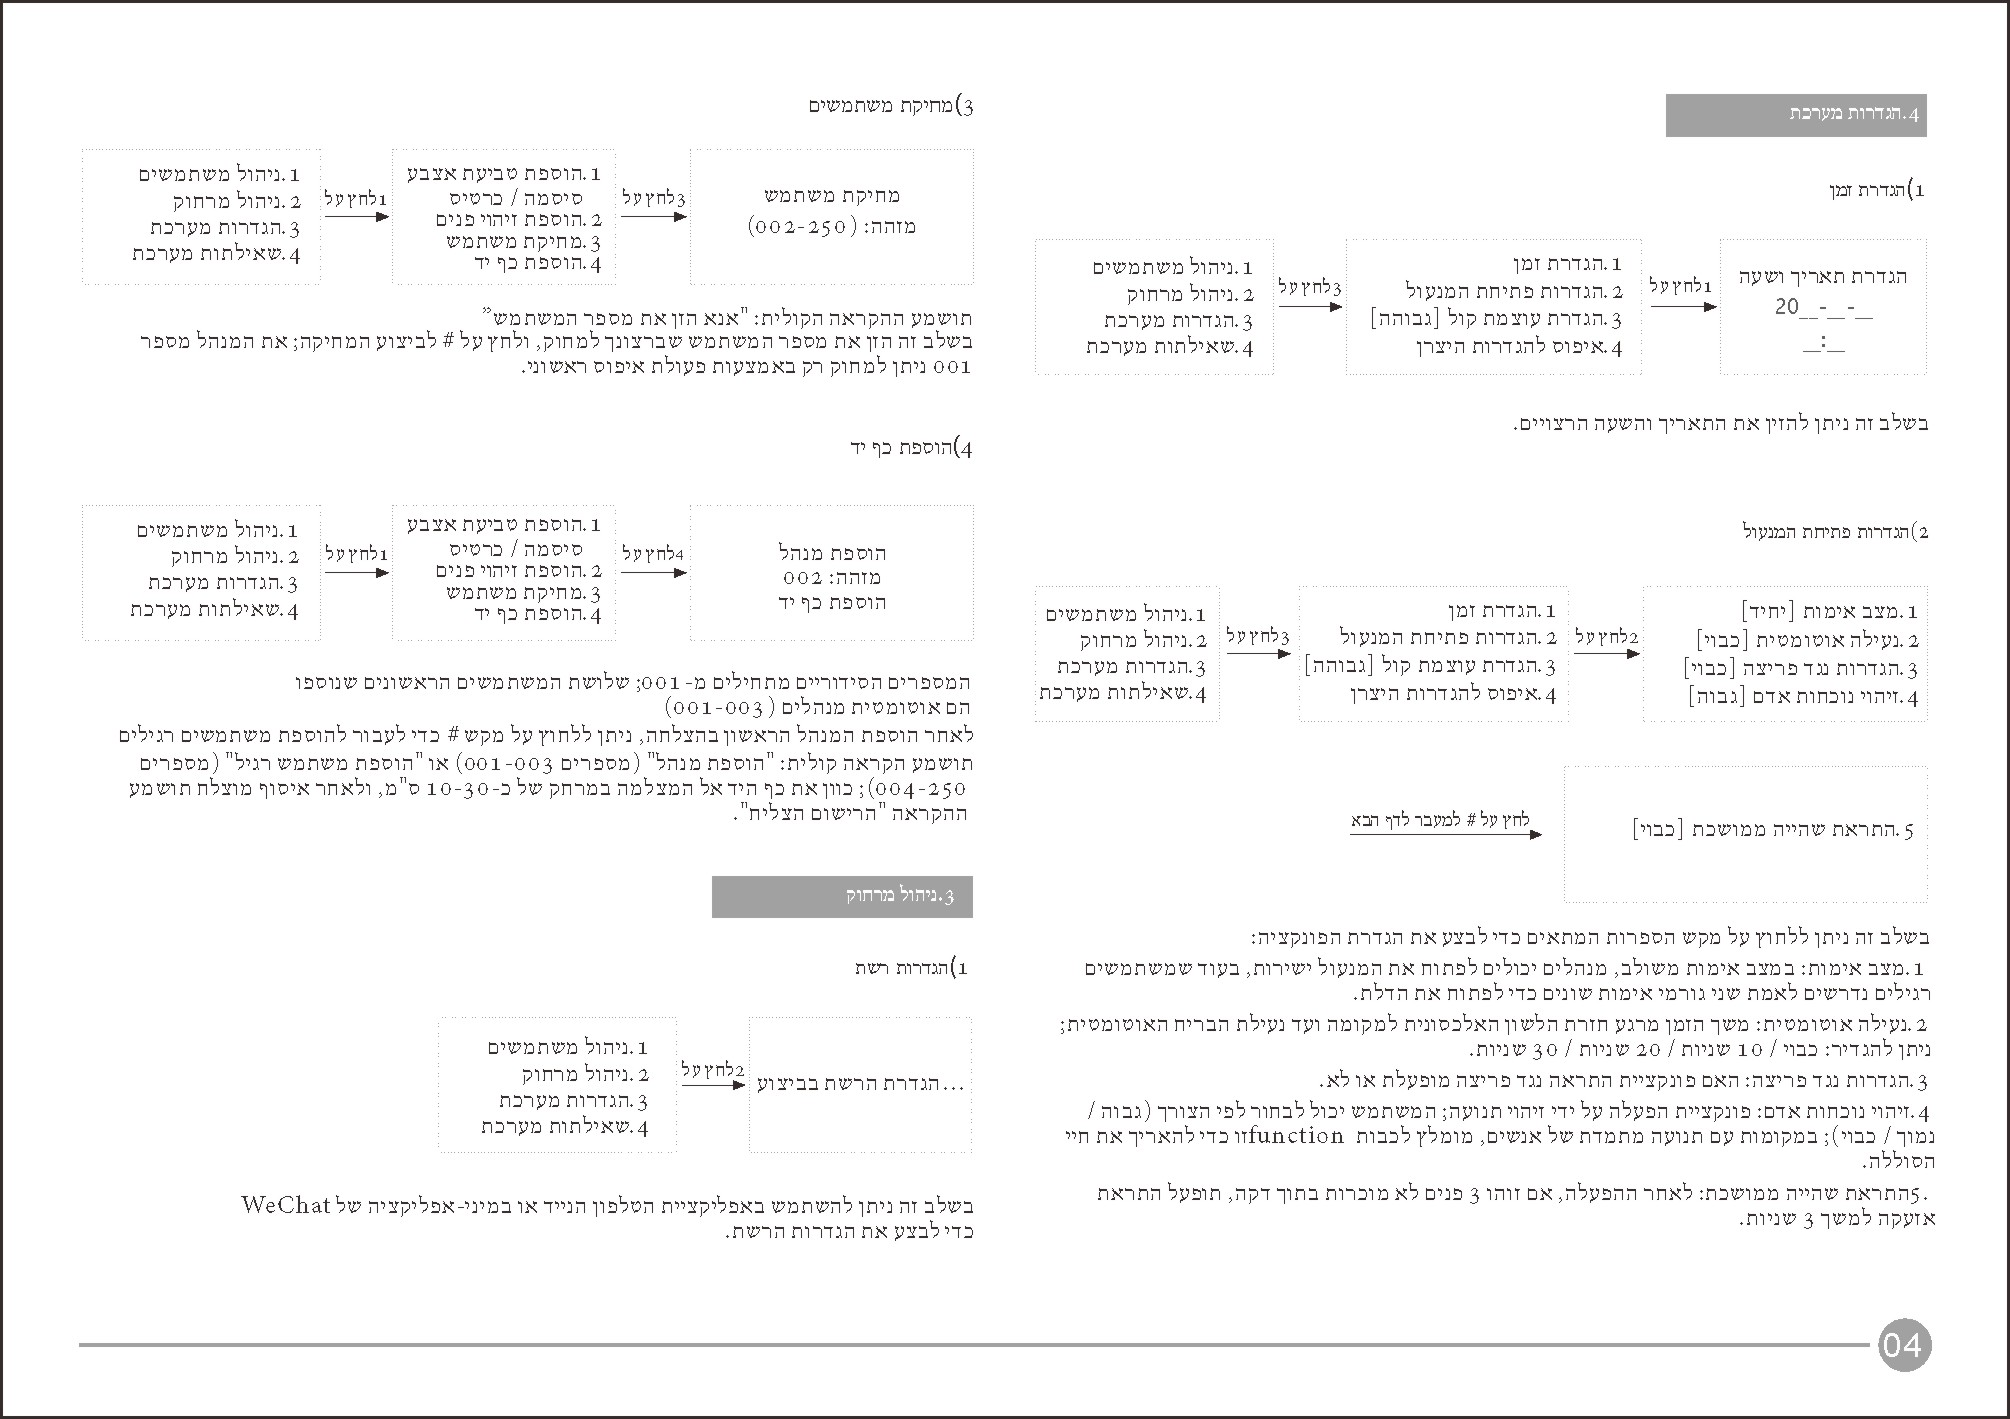 4.הגדרות מערכת
1)הגדרת זמן
1.ניהול משתמשים
2.ניהול מרחוק
3.הגדרות מערכת
4.שאילתות מערכת
3לחץ על
1.הגדרת זמן
2.הגדרות פתיחת המנעול
3.הגדרת עוצמת קול [גבוהה]
4.איפוס להגדרות היצרן
1לחץ על
הגדרת תאריך ושעה
20__-__-__
__:__
בשלב זה ניתן להזין את התאריך והשעה הרצויים.
2)הגדרות פתיחת המנעול
1.ניהול משתמשים
2.ניהול מרחוק
3.הגדרות מערכת
4.שאילתות מערכת
3לחץ על
1.הגדרת זמן
2.הגדרות פתיחת המנעול
3.הגדרת עוצמת קול [גבוהה]
4.איפוס להגדרות היצרן
2לחץ על
1.מצב אימות [יחיד]
2.נעילה אוטומטית [כבוי]
3.הגדרות נגד פריצה [כבוי]
4.זיהוי נוכחות אדם [גבוה]
לחץ על # למעבר לדף הבא
5.התראת שהייה ממושכת [כבוי]
בשלב זה ניתן ללחוץ על מקש הספרות המתאים כדי לבצע את הגדרת הפונקציה:
1.מצב אימות: במצב אימות משולב, מנהלים יכולים לפתוח את המנעול ישירות, בעוד שמשתמשים
רגילים נדרשים לאמת שני גורמי אימות שונים כדי לפתוח את הדלת.
2.נעילה אוטומטית: משך הזמן מרגע חזרת הלשון האלכסונית למקומה ועד נעילת הבריח האוטומטית;
ניתן להגדיר: כבוי / 10 שניות / 20 שניות / 30 שניות.
3.הגדרות נגד פריצה: האם פונקציית התראה נגד פריצה מופעלת או לא.
4.זיהוי נוכחות אדם: פונקציית הפעלה על ידי זיהוי תנועה; המשתמש יכול לבחור לפי הצורך (גבוה /
נמוך / כבוי); במקומות עם תנועה מתמדת של אנשים, מומלץ לכבות functionזו כדי להאריך את חיי
הסוללה.
.5התראת שהייה ממושכת: לאחר ההפעלה, אם זוהו 3 פנים לא מוכרות בתוך דקה, תופעל התראת
אזעקה למשך 3 שניות.
3)מחיקת משתמשים
1.ניהול משתמשים
2.ניהול מרחוק
3.הגדרות מערכת
4.שאילתות מערכת
1לחץ על
1.הוספת טביעת אצבע
סיסמה / כרטיס
2.הוספת זיהוי פנים
3.מחיקת משתמש
4.הוספת כף יד
3לחץ על
מחיקת משתמש
מזהה: (002-250)
תושמע ההקראה הקולית: "אנא הזן את מספר המשתמש”
בשלב זה הזן את מספר המשתמש שברצונך למחוק, ולחץ על # לביצוע המחיקה; את המנהל מספר
001 ניתן למחוק רק באמצעות פעולת איפוס ראשוני.
4)הוספת כף יד
1.ניהול משתמשים
2.ניהול מרחוק
3.הגדרות מערכת
4.שאילתות מערכת
1לחץ על
1.הוספת טביעת אצבע
סיסמה / כרטיס
2.הוספת זיהוי פנים
3.מחיקת משתמש
4.הוספת כף יד
4לחץ על
הוספת מנהל
מזהה: 002
הוספת כף יד
המספרים הסידוריים מתחילים מ-001; שלושת המשתמשים הראשונים שנוספו
הם אוטומטית מנהלים (001-003)
לאחר הוספת המנהל הראשון בהצלחה, ניתן ללחוץ על מקש # כדי לעבור להוספת משתמשים רגילים
תושמע הקראה קולית: "הוספת מנהל" (מספרים 001-003) או "הוספת משתמש רגיל" (מספרים
004-250); כוון את כף היד אל המצלמה במרחק של כ-10-30 ס"מ, ולאחר איסוף מוצלח תושמע
ההקראה "הרישום הצליח".
3.ניהול מרחוק
1)הגדרות רשת
1.ניהול משתמשים
2.ניהול מרחוק
3.הגדרות מערכת
4.שאילתות מערכת
2לחץ על
...הגדרת הרשת בביצוע
בשלב זה ניתן להשתמש באפליקציית הטלפון הנייד או במיני-אפליקציה של WeChat
כדי לבצע את הגדרות הרשת.
04